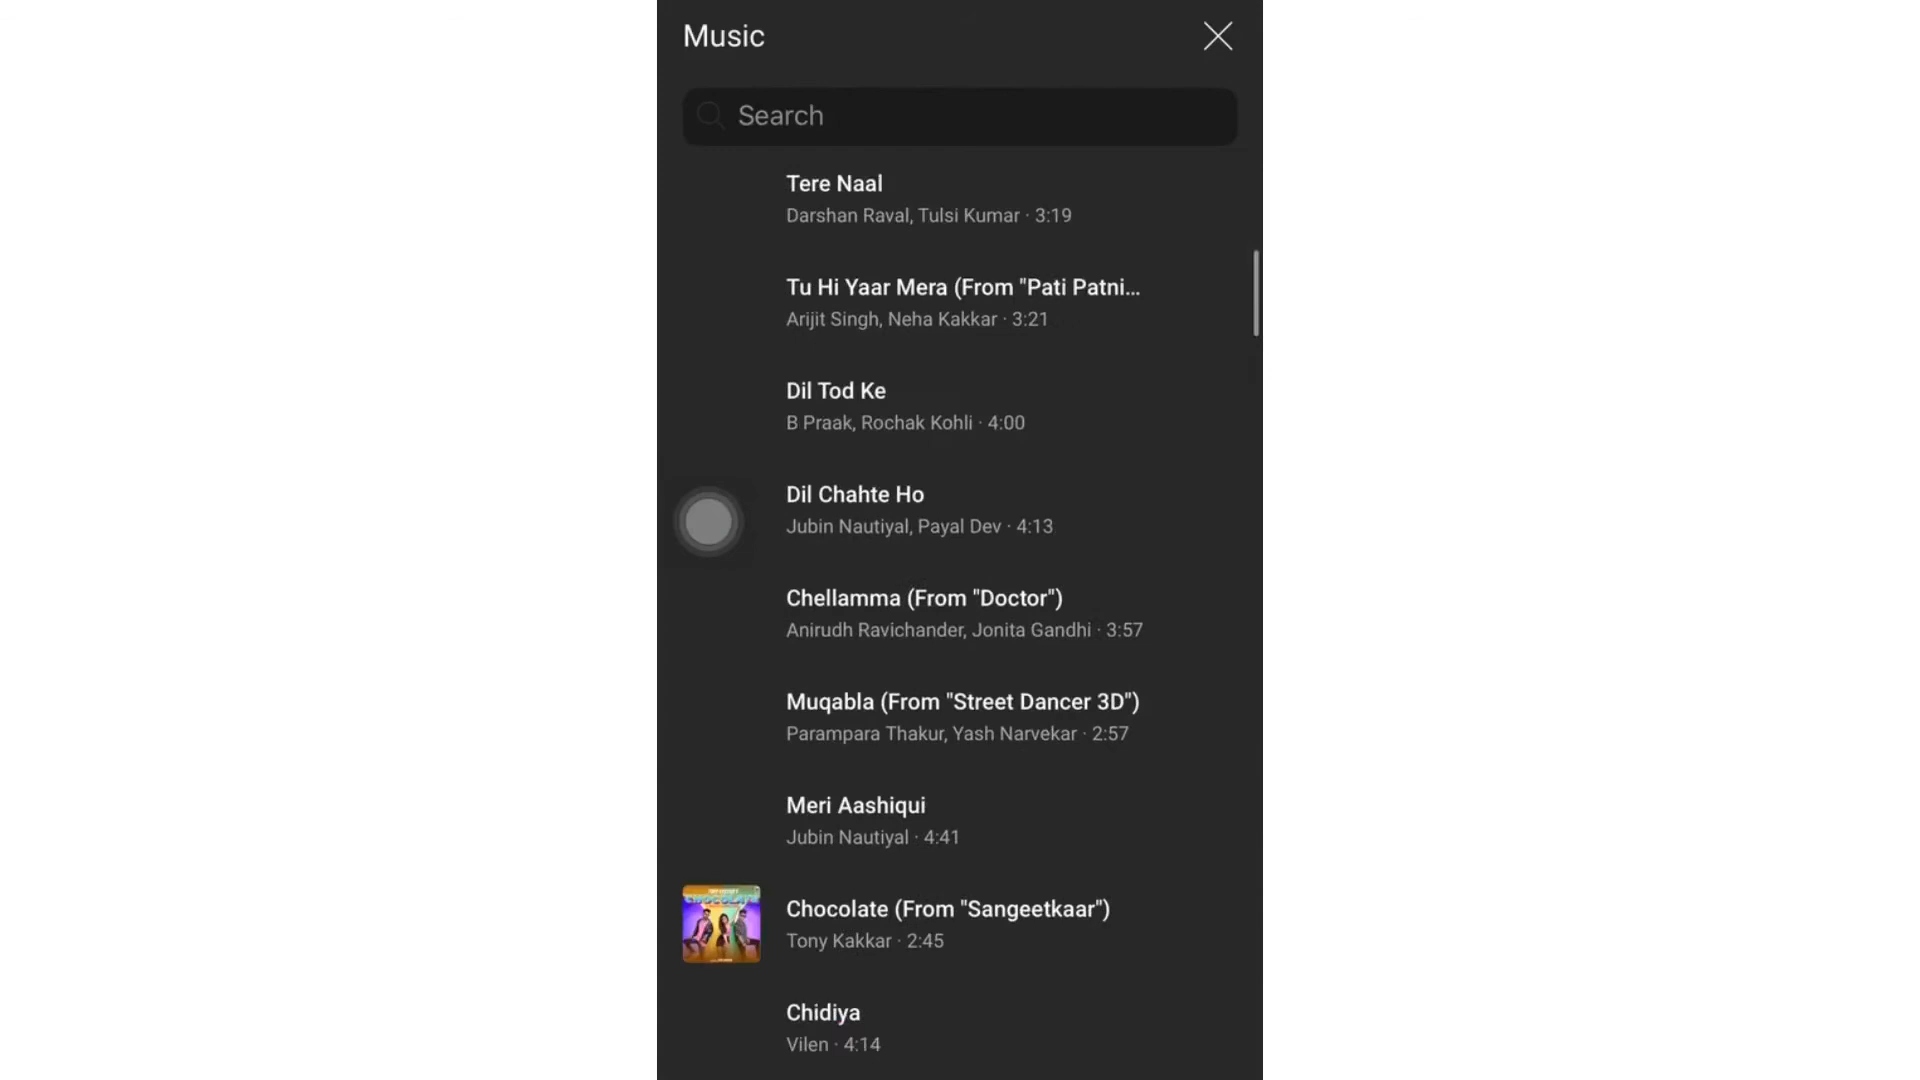 Music
Search
Tere Naal
Darshan Raval, Tulsi Kumar · 3:19
Tu Hi Yaar Mera (From "Pati Patni...
Arijit Singh, Neha Kakkar · 3:21
Dil Tod Ke
B Praak, Rochak Kohli · 4:00
Dil Chahte Ho
Jubin Nautiyal, Payal Dev · 4:13
Chellamma (From "Doctor")
Anirudh Ravichander, Jonita Gandhi · 3:57
Muqabla (From "Street Dancer 3D")
Parampara Thakur, Yash Narvekar · 2:57
Meri Aashiqui
Jubin Nautiyal · 4:41
CHOCOLATE
Chocolate (From "Sangeetkaar")
Tony Kakkar · 2:45
Chidiya
Vilen · 4:14